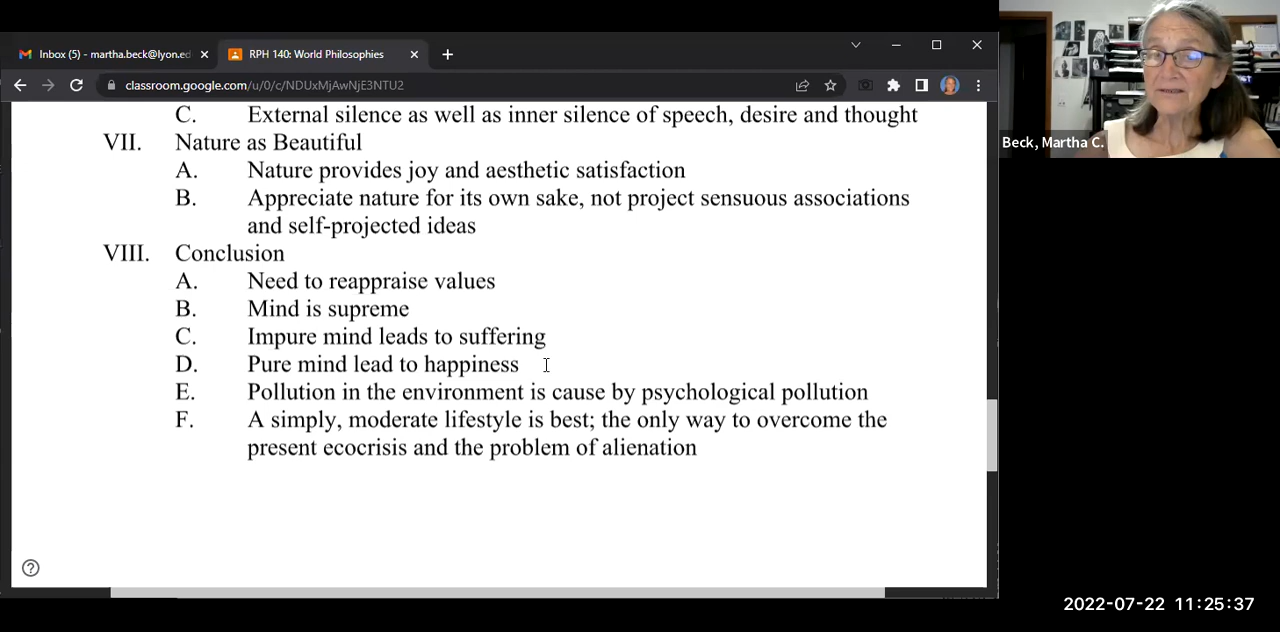 Inbox (5) - martha.beck@lyon.ed
RPH 140: World Philosophies
classroom.google.com/u/0/c/NDUxMjAwNjE3NTU2
C. External silence as well as inner silence of speech, desire and thought
VII. Nature as Beautiful
A. Nature provides joy and aesthetic satisfaction
B. Appreciate nature for its own sake, not project sensuous associations
and self-projected ideas
VIII. Conclusion
A. Need to reappraise values
B. Mind is supreme
C. Impure mind leads to suffering
D. Pure mind lead to happiness
E. Pollution in the environment is cause by psychological pollution
F. A simply, moderate lifestyle is best; the only way to overcome the
present ecocrisis and the problem of alienation
Beck, Martha C.
2022-07-22 11:25:37